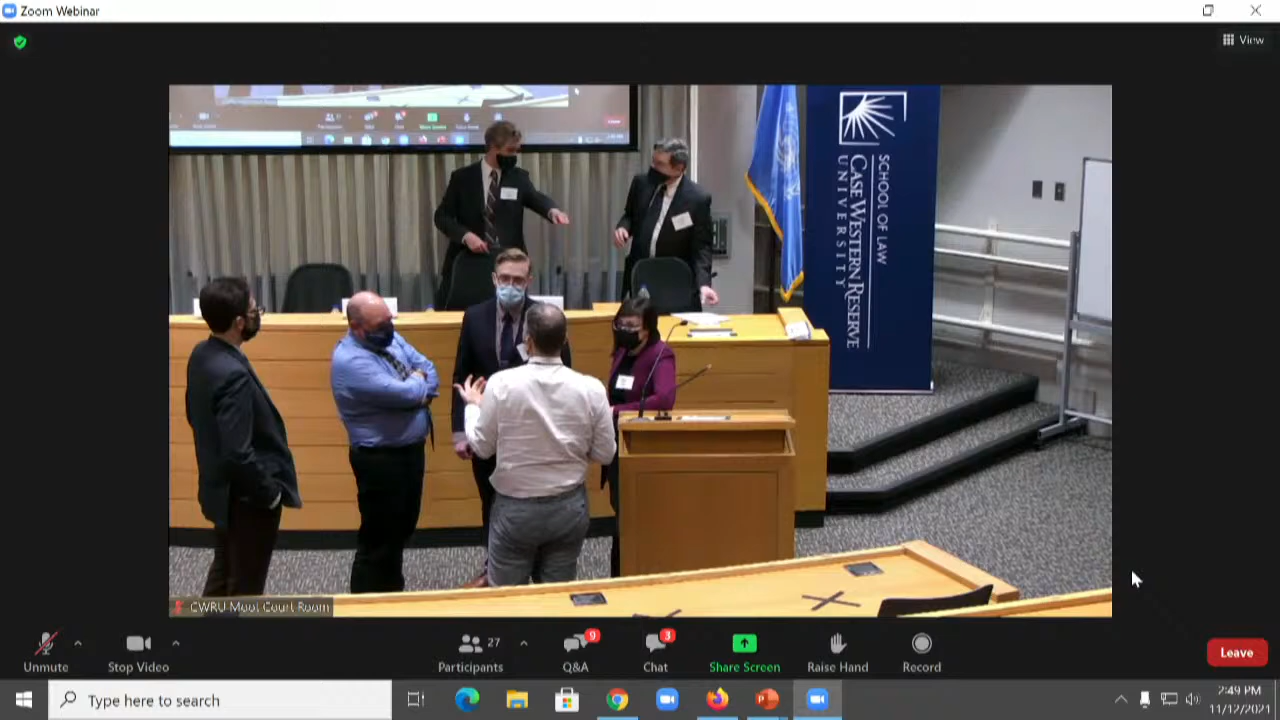 Zoom Webinar
View
SCHOOL OF LAW
CASE WESTERN RESERVE
UNIVERSITY
CWRU Moot Court Room
Unmute
Stop Video
Participants
27
Q&A
9
Chat
3
Share Screen
Raise Hand
Record
Leave
Type here to search
2:49 PM
11/12/2021